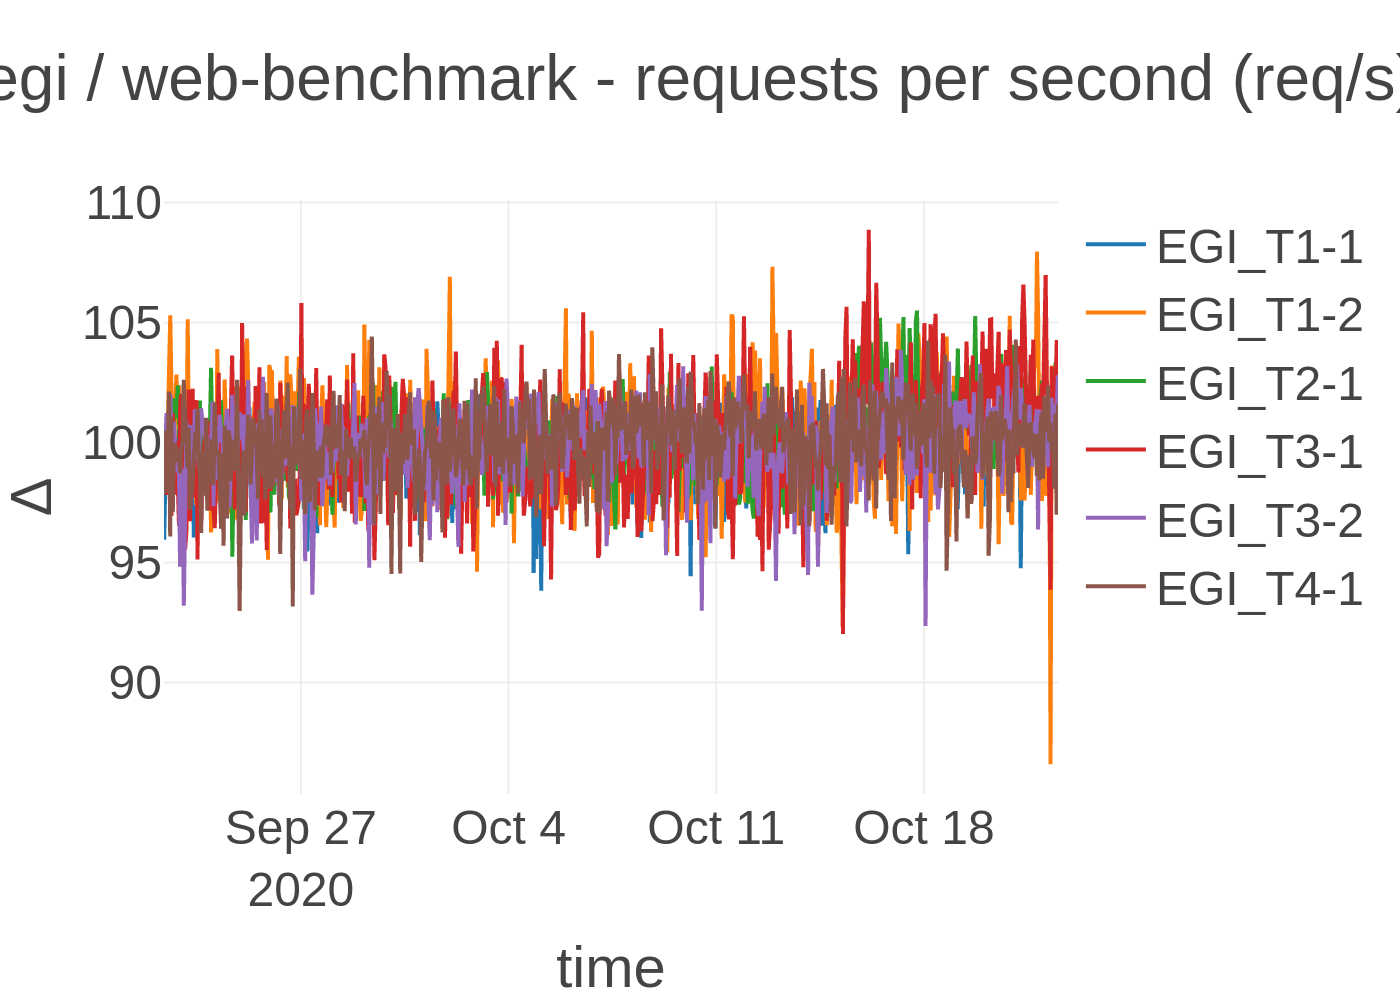 egi / web-benchmark - requests per second (req/s)
110
105
100
95
90
Δ
Sep 27
2020
Oct 4
Oct 11
Oct 18
time
EGI_T1-1
EGI_T1-2
EGI_T2-1
EGI_T3-1
EGI_T3-2
EGI_T4-1